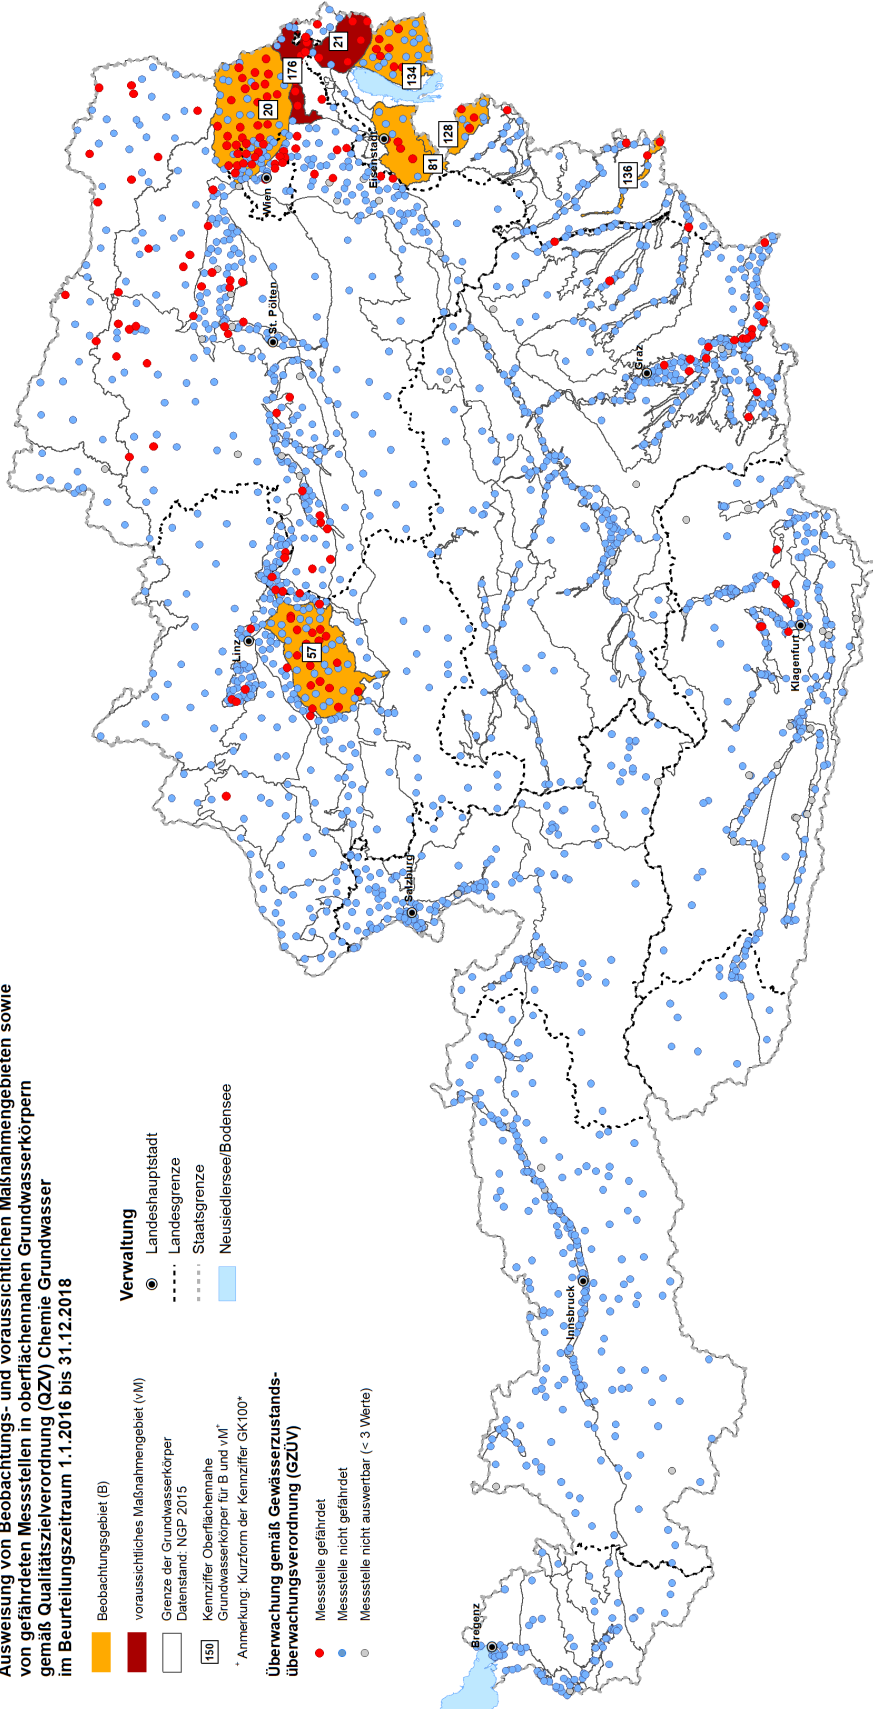 Ausweisung von Beobachtungs- und voraussichtlichen Maßnahmengebieten sowie
von gefährdeten Messstellen in oberflächennahen Grundwasserkörpern
gemäß Qualitätszielverordnung (QZV) Chemie Grundwasser
im Beurteilungszeitraum 1.1.2016 bis 31.12.2018
Beobachtungsgebiet (B)
voraussichtliches Maßnahmengebiet (vM)
Grenze der Grundwasserkörper
Datenstand: NGP 2015
150
Kennziffer Oberflächennahe
Grundwasserkörper für B und vM+
+ Anmerkung: Kurzform der Kennziffer GK100*
Überwachung gemäß Gewässerzustands-
überwachungsverordnung (GZÜV)
Messstelle gefährdet
Messstelle nicht gefährdet
Messstelle nicht auswertbar (< 3 Werte)
Verwaltung
Landeshauptstadt
Landesgrenze
Staatsgrenze
Neusiedlersee/Bodensee
Bregenz
Innsbruck
Salzburg
Linz
57
Klagenfurt
St. Pölten
Graz
Wien
20
176
21
Eisenstadt
134
81
128
136